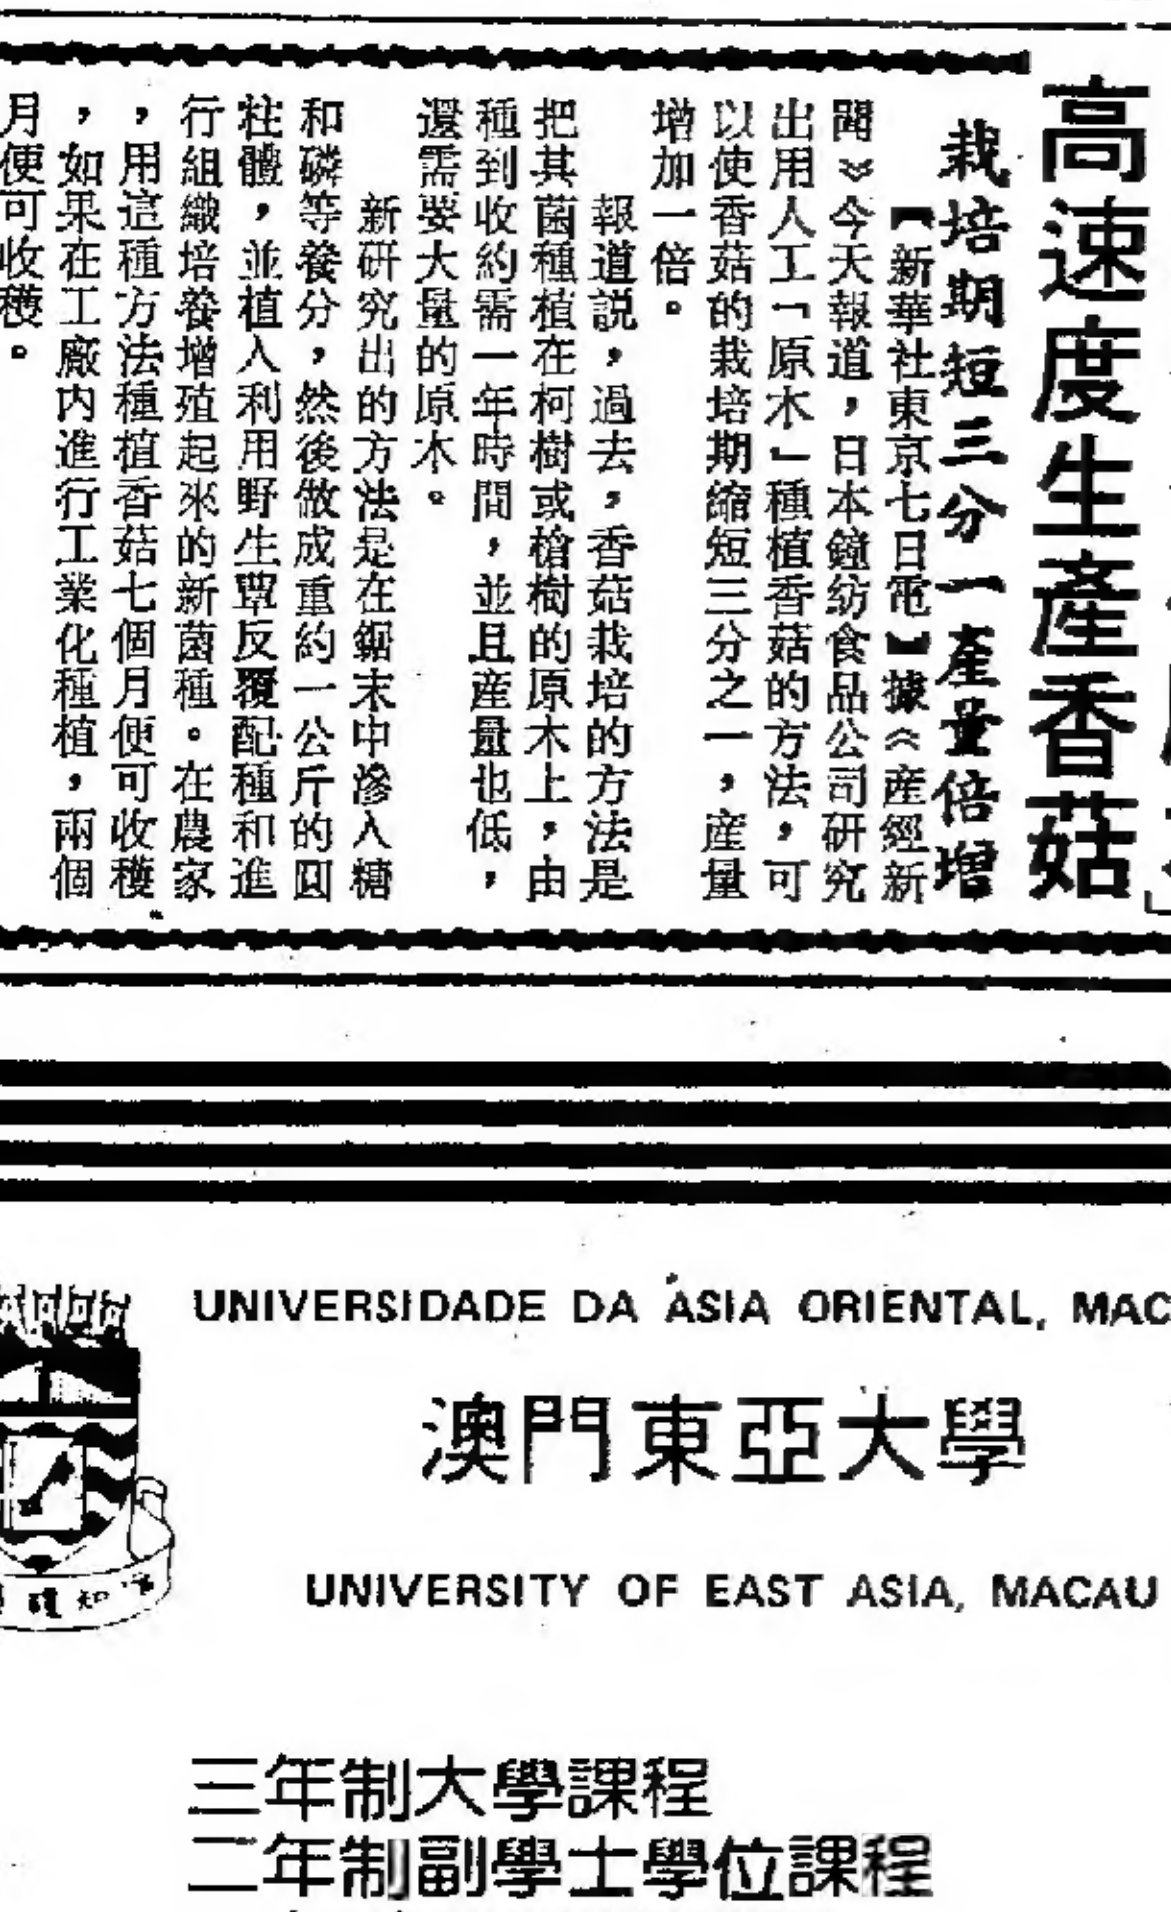 高速度生產香菇
栽培期短三分一產量倍增
【新華社東京七日電】據《產經新
聞》今天報道，日本鐘紡食品公司研究
出用人工「原木」種植香菇的方法，可
以使香菇的栽培期縮短三分之一，產量
增加一倍。
報道説，過去，香菇栽培的方法是
把其菌種植在柯樹或槍樹的原木上，由
種到收約需一年時間，並且産量也低，
還需要大量的原木。
新研究出的方法是在鋸末中滲入糖
和磷等養分，然後做成重約一公斤的圓
柱體，並植入利用野生蕈反覆配種和進
行組織培養增殖起來的新菌種。在農家
，用這種方法種植香菇七個月便可收穫
，如果在工廠內進行工業化種植，兩個
月便可收穫。
UNIVERSIDADE DA ÁSIA ORIENTAL, MAC
澳門東亞大學
UNIVERSITY OF EAST ASIA, MACAU
三年制大學課程
二年制副學士學位課程